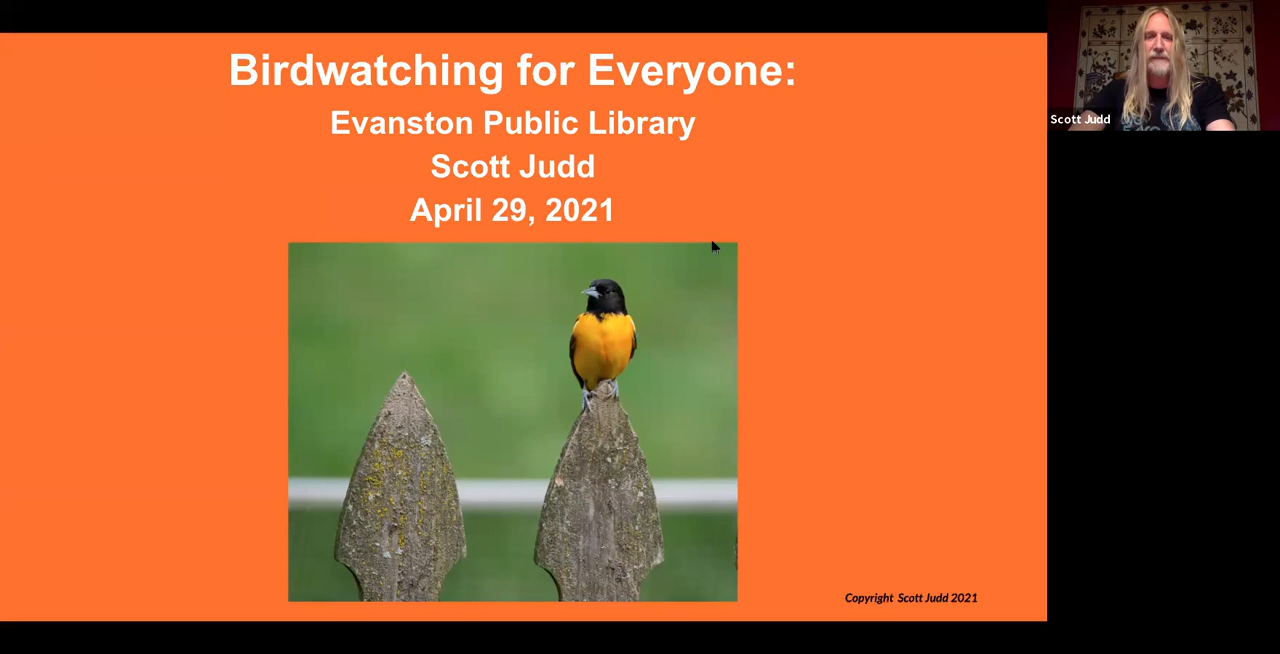 Birdwatching for Everyone:
Evanston Public Library
Scott Judd
April 29, 2021
Copyright Scott Judd 2021
Scott Judd